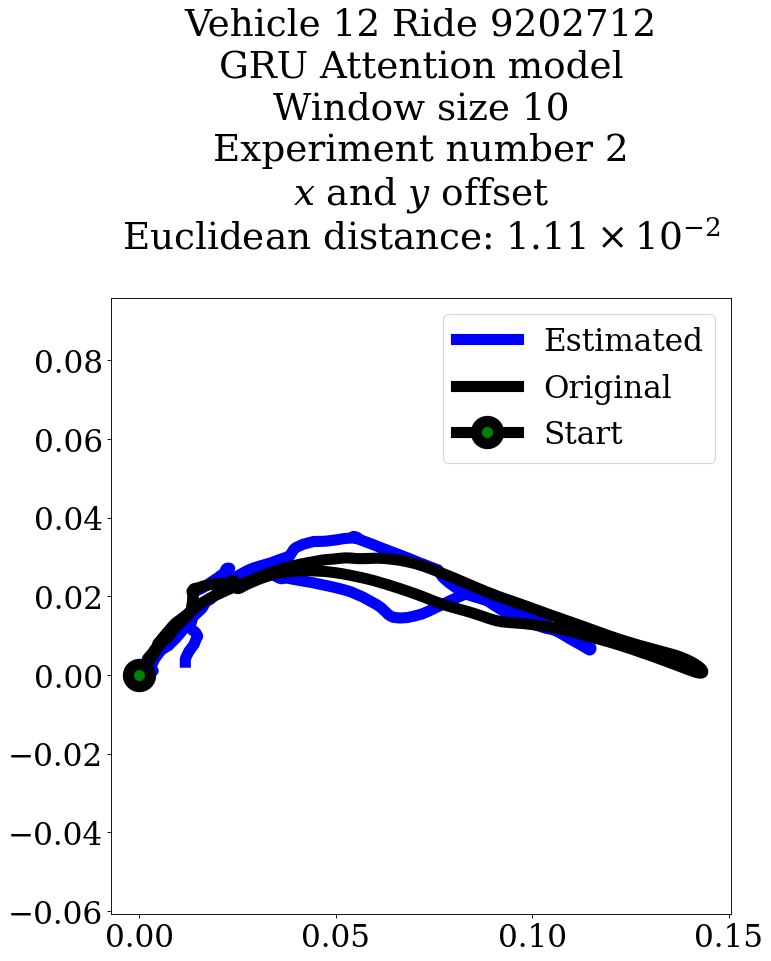 Vehicle 12 Ride 9202712
GRU Attention model
Window size 10
Experiment number 2
x and y offset
Euclidean distance: 1.11 × 10⁻²
Estimated
Original
Start
0.08
0.06
0.04
0.02
0.00
−0.02
−0.04
−0.06
0.00 0.05 0.10 0.15